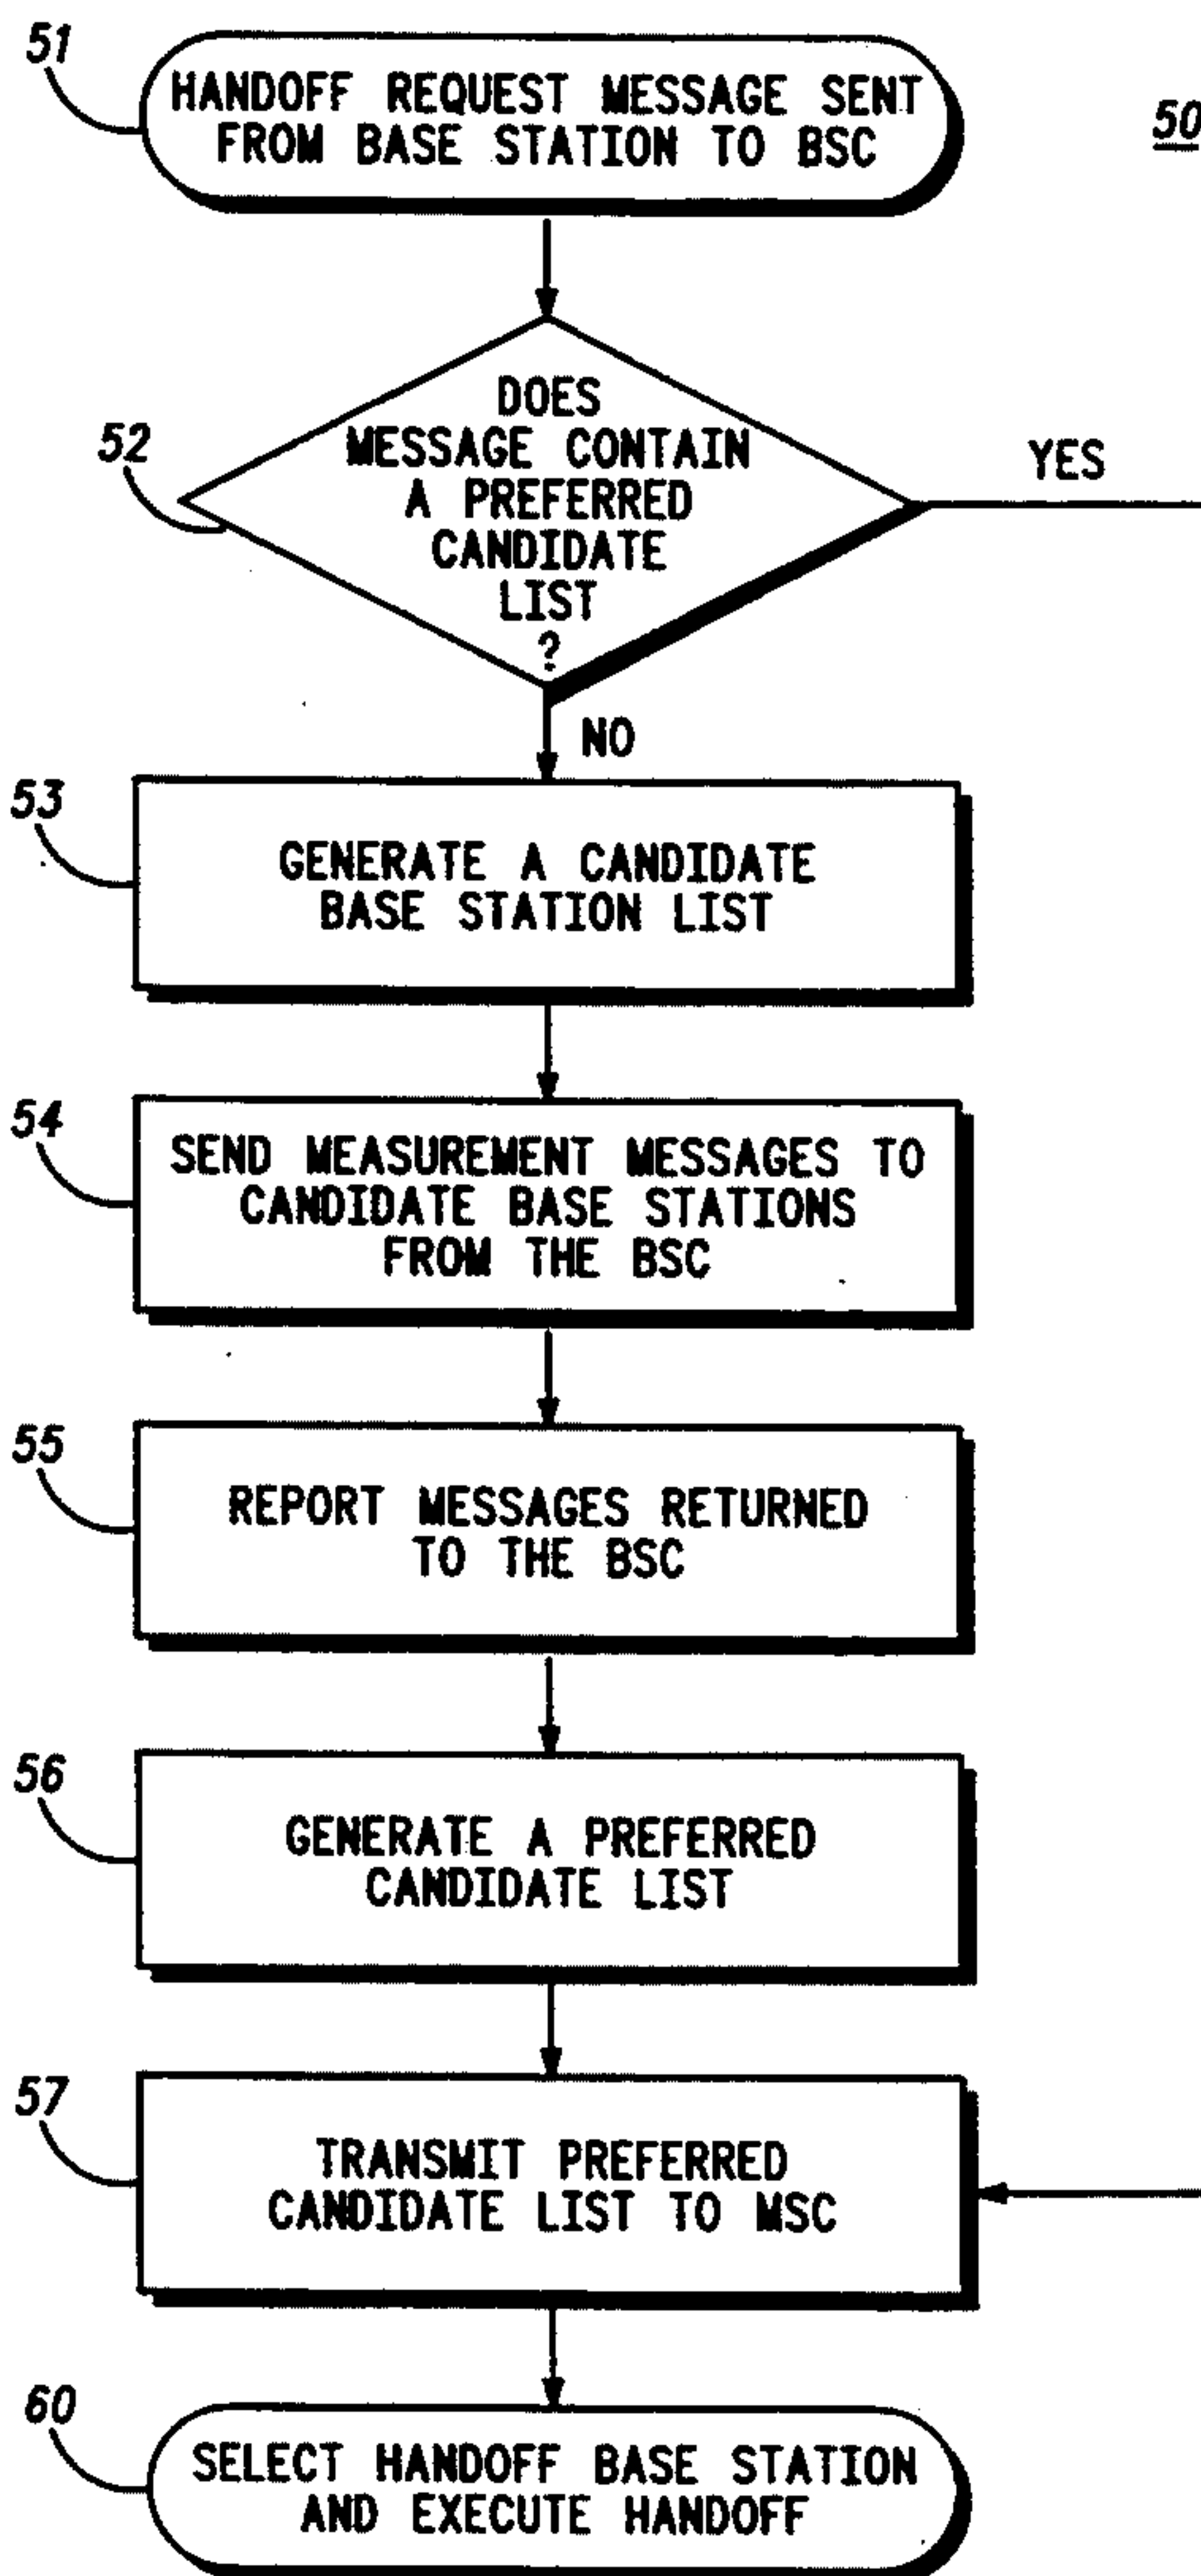 51
HANDOFF REQUEST MESSAGE SENT
FROM BASE STATION TO BSC
50
52
DOES
MESSAGE CONTAIN
A PREFERRED
CANDIDATE
LIST
?
YES
NO
53
GENERATE A CANDIDATE
BASE STATION LIST
54
SEND MEASUREMENT MESSAGES TO
CANDIDATE BASE STATIONS
FROM THE BSC
55
REPORT MESSAGES RETURNED
TO THE BSC
56
GENERATE A PREFERRED
CANDIDATE LIST
57
TRANSMIT PREFERRED
CANDIDATE LIST TO MSC
60
SELECT HANDOFF BASE STATION
AND EXECUTE HANDOFF